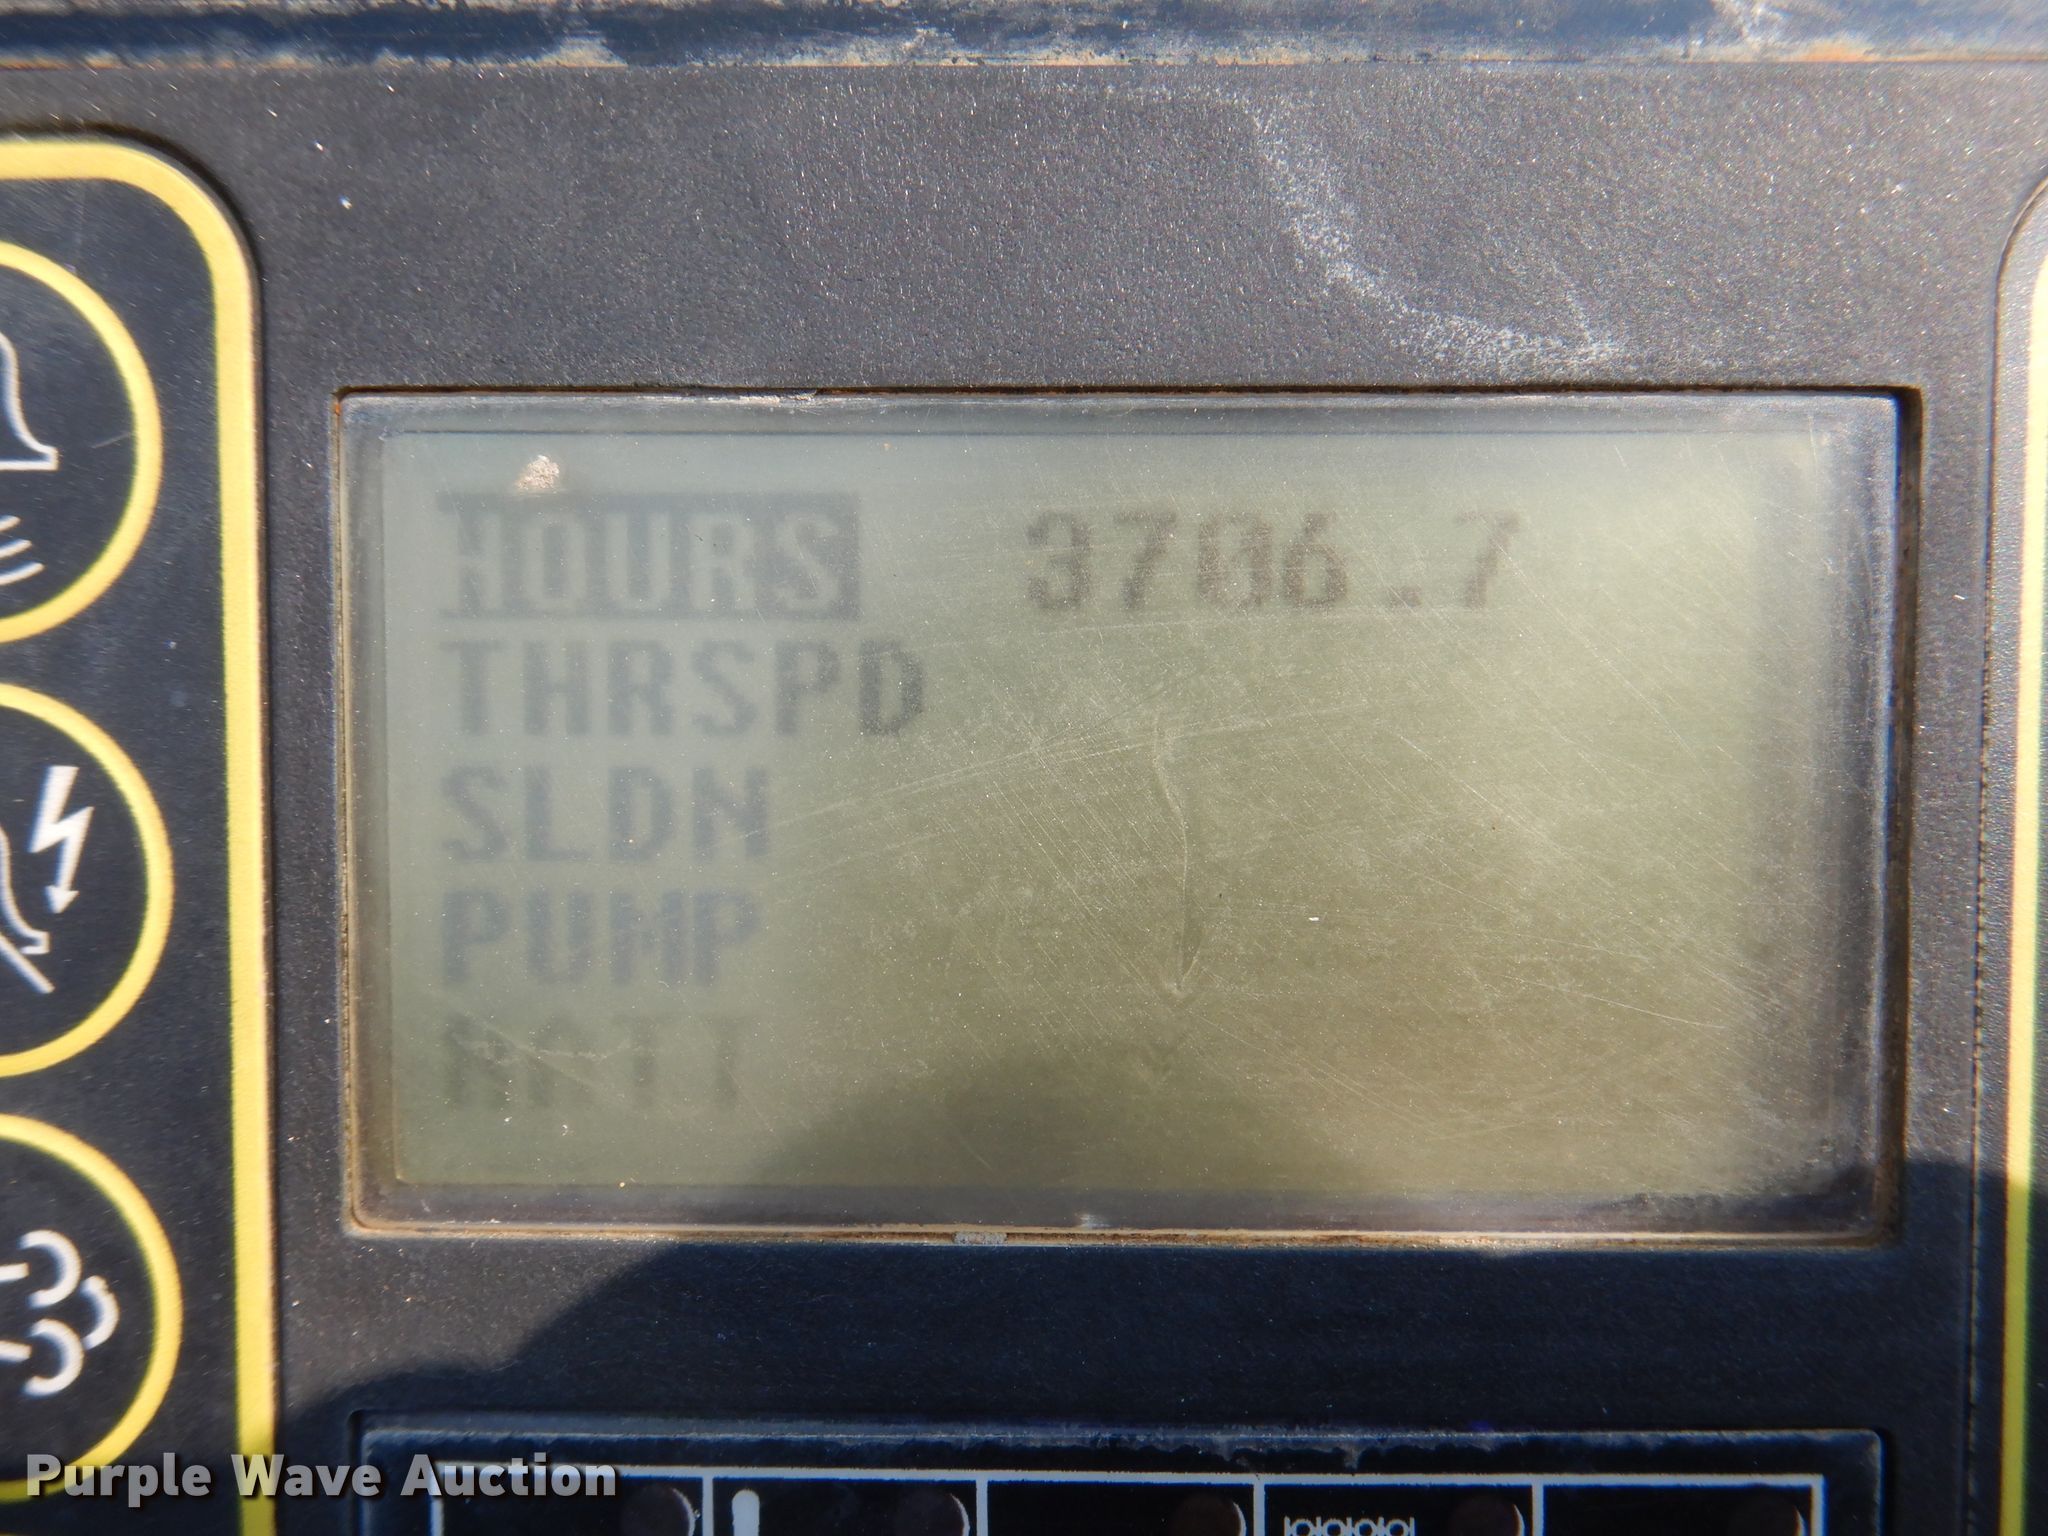 HOURS 3706.7
THRSPD
SLDN
PUMP
Purple Wave Auction